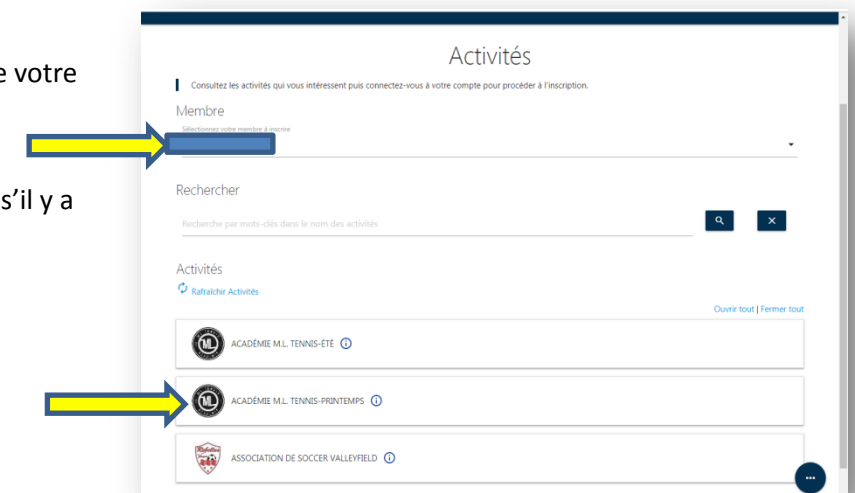 e votre
s’il y a
Activités
Consultez les activités qui vous intéressent puis connectez-vous à votre compte pour procéder à l'inscription.
Membre
Sélectionnez votre membre à inscrire
Rechercher
Recherche par mots-clés dans le nom des activités
Activités
Rafraîchir Activités
Ouvrir tout | Fermer tout
ML
ACADÉMIE M.L. TENNIS-ÉTÉ
ML
ACADÉMIE M.L. TENNIS-PRINTEMPS
ASSOCIATION DE SOCCER VALLEYFIELD